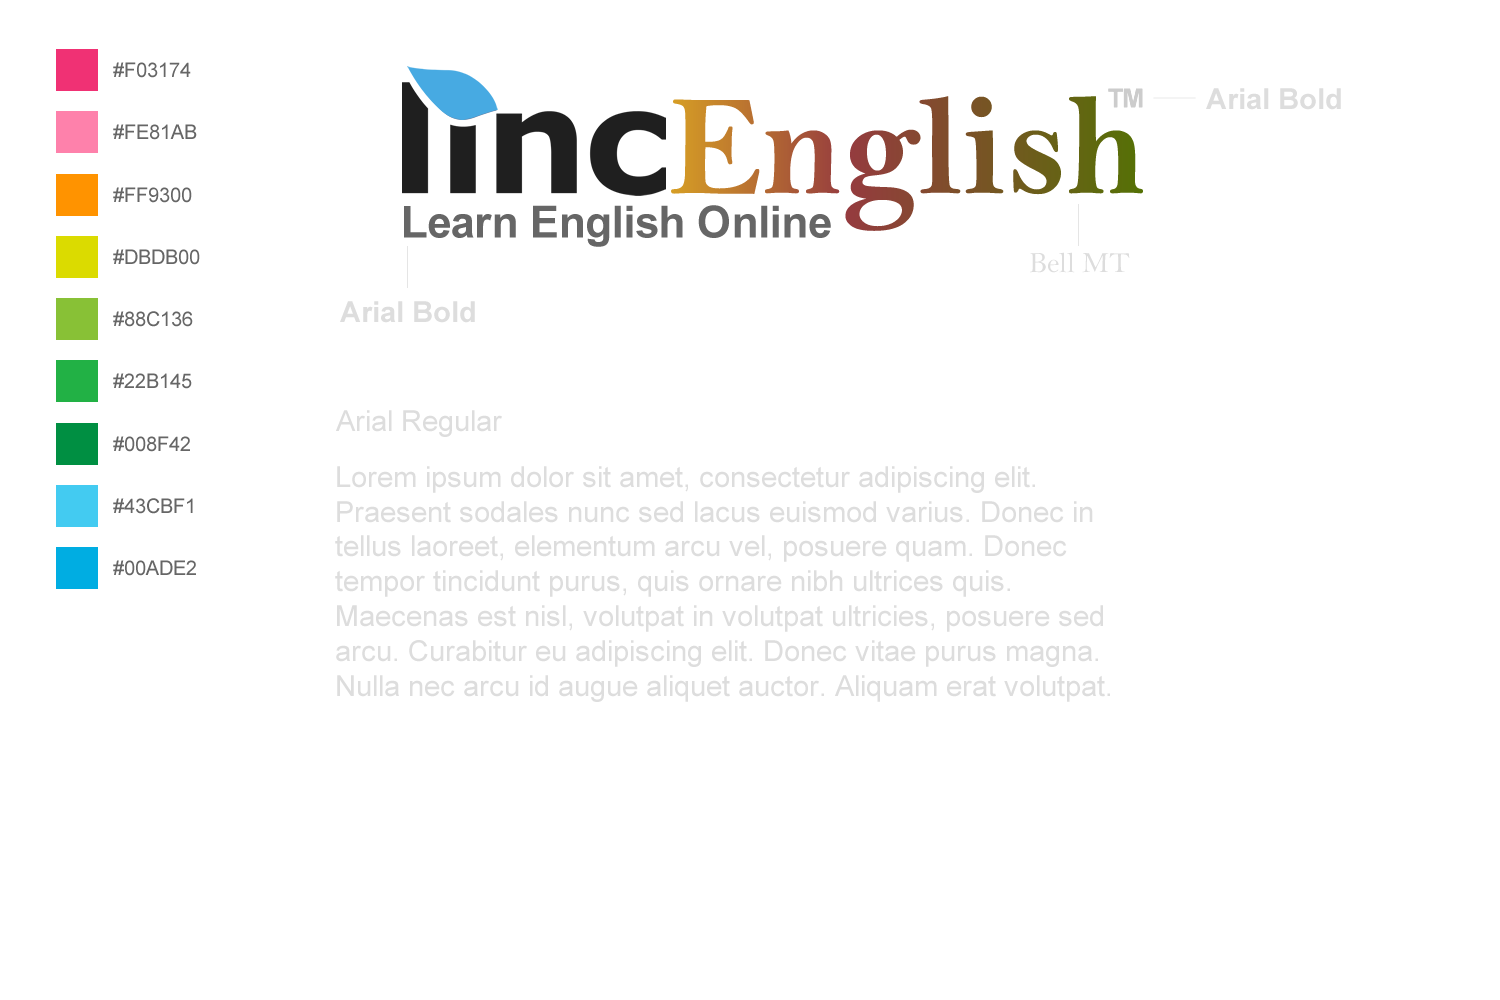 #F03174
#FE81AB
#FF9300
#DBDB00
#88C136
#22B145
#008F42
#43CBF1
#00ADE2
lincEnglish™
Arial Bold
Learn English Online
Bell MT
Arial Bold
Arial Regular
Lorem ipsum dolor sit amet, consectetur adipiscing elit.
Praesent sodales nunc sed lacus euismod varius. Donec in
tellus laoreet, elementum arcu vel, posuere quam. Donec
tempor tincidunt purus, quis ornare nibh ultrices quis.
Maecenas est nisl, volutpat in volutpat ultricies, posuere sed
arcu. Curabitur eu adipiscing elit. Donec vitae purus magna.
Nulla nec arcu id augue aliquet auctor. Aliquam erat volutpat.